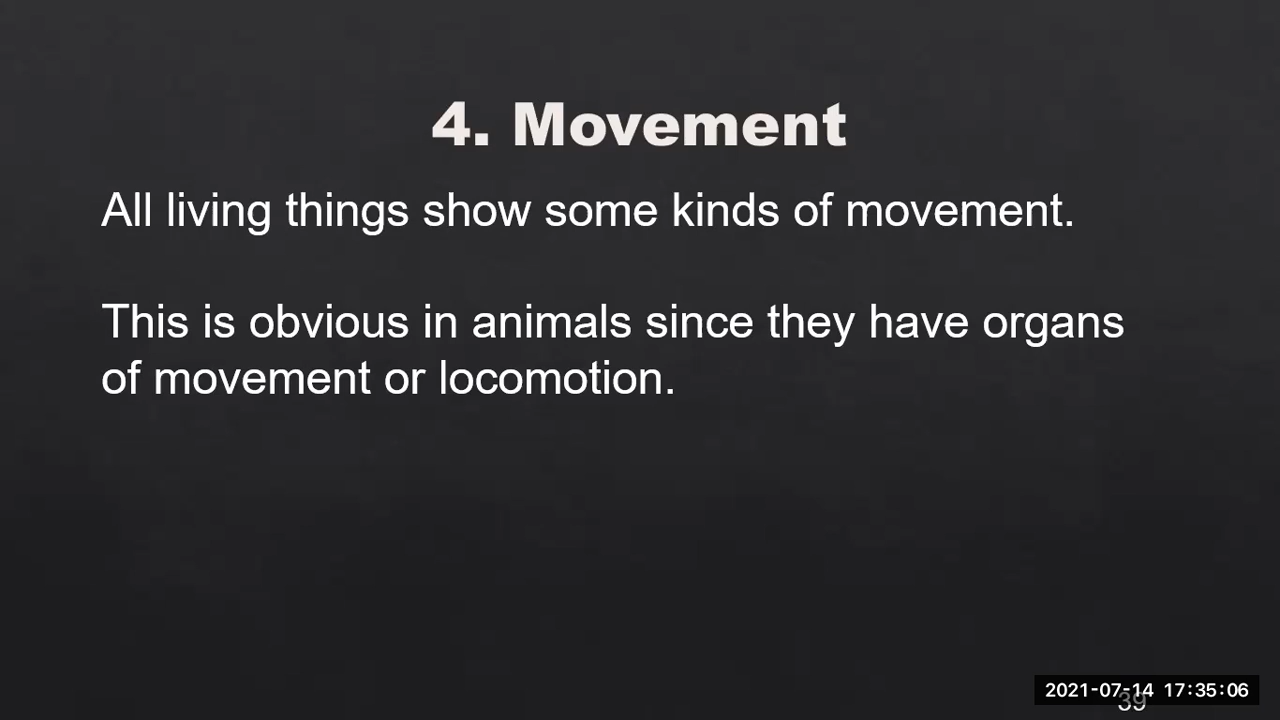 4. Movement
All living things show some kinds of movement.
This is obvious in animals since they have organs
of movement or locomotion.
2021-07-14 17:35:06
39